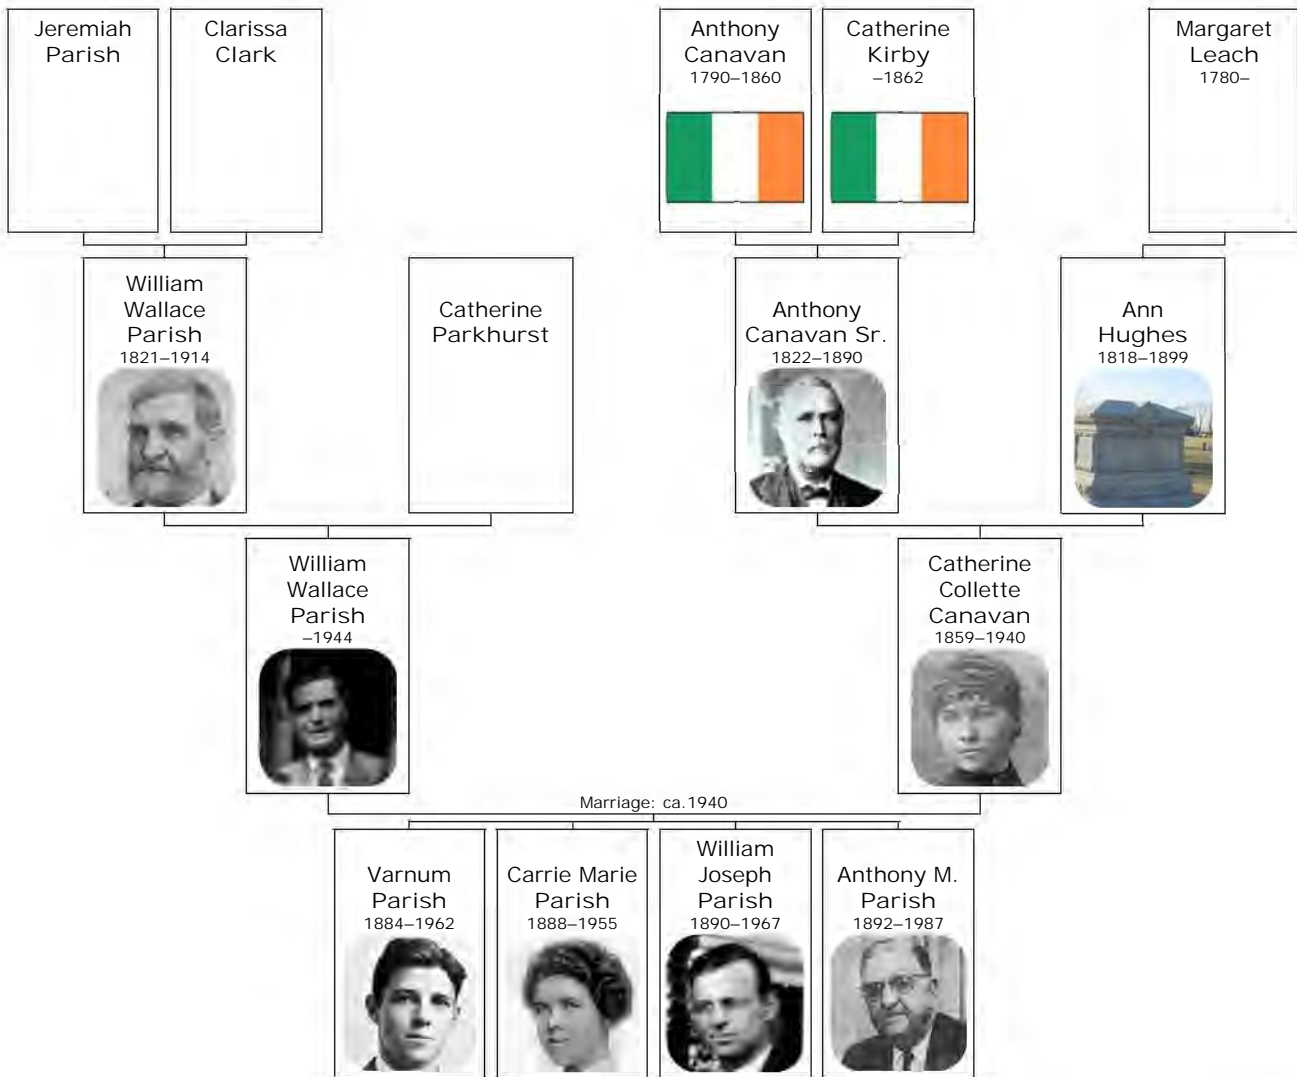 Jeremiah
Parish
Clarissa
Clark
Anthony
Canavan
1790–1860
Catherine
Kirby
–1862
Margaret
Leach
1780–
William
Wallace
Parish
1821–1914
Catherine
Parkhurst
Anthony
Canavan Sr.
1822–1890
Ann
Hughes
1818–1899
William
Wallace
Parish
–1944
Catherine
Collette
Canavan
1859–1940
Marriage: ca.1940
Varnum
Parish
1884–1962
Carrie Marie
Parish
1888–1955
William
Joseph
Parish
1890–1967
Anthony M.
Parish
1892–1987